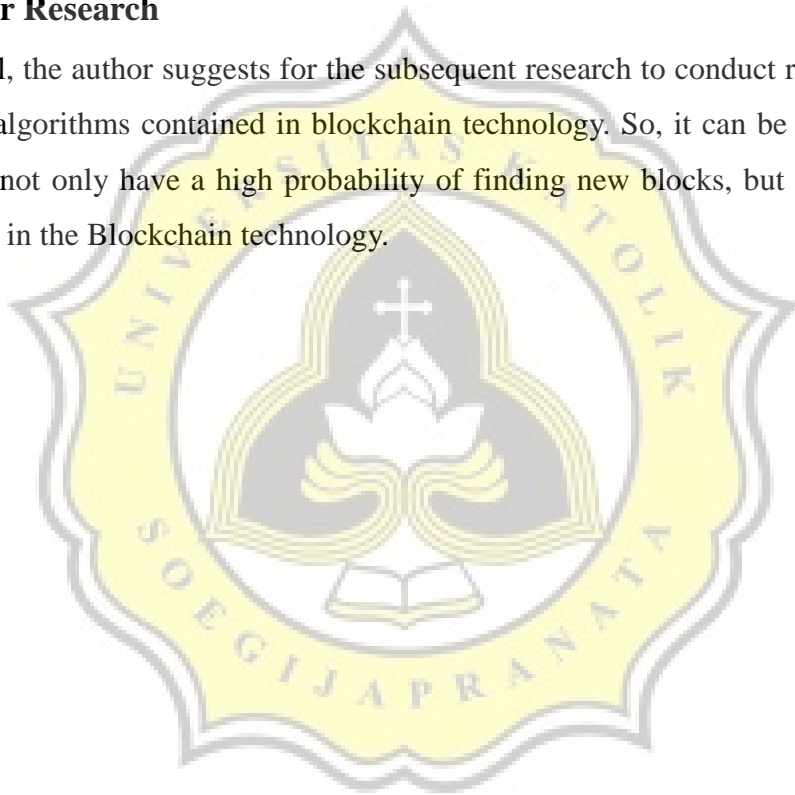 r Research
l, the author suggests for the subsequent research to conduct r
algorithms contained in blockchain technology. So, it can be
not only have a high probability of finding new blocks, but
in the Blockchain technology.
UNIVERSITAS KATOLIK
SOEGIJAPRANATA